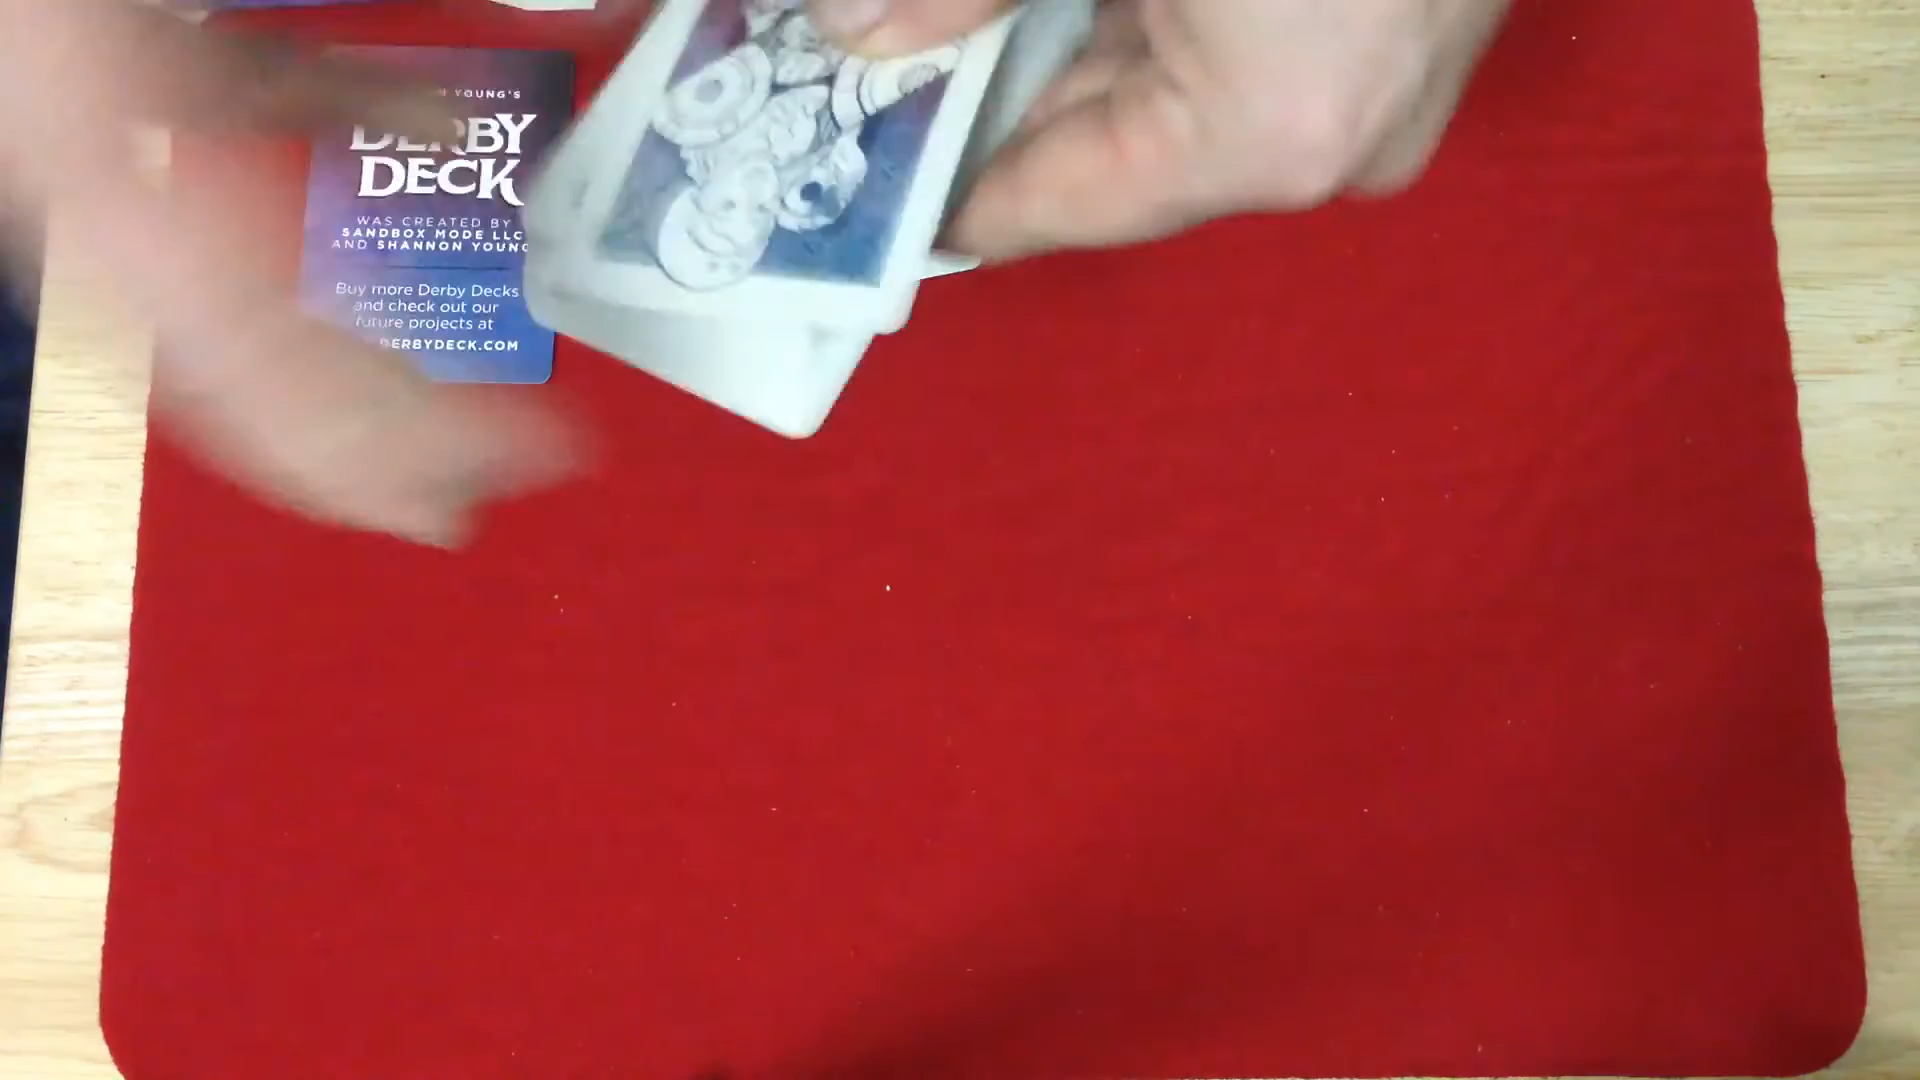 YOUNG'S
DERBY
DECK
WAS CREATED BY
SANDBOX MODE LLC
AND SHANNON YOUNG
Buy more Derby Decks
and check out our
future projects at
DERBYDECK.COM